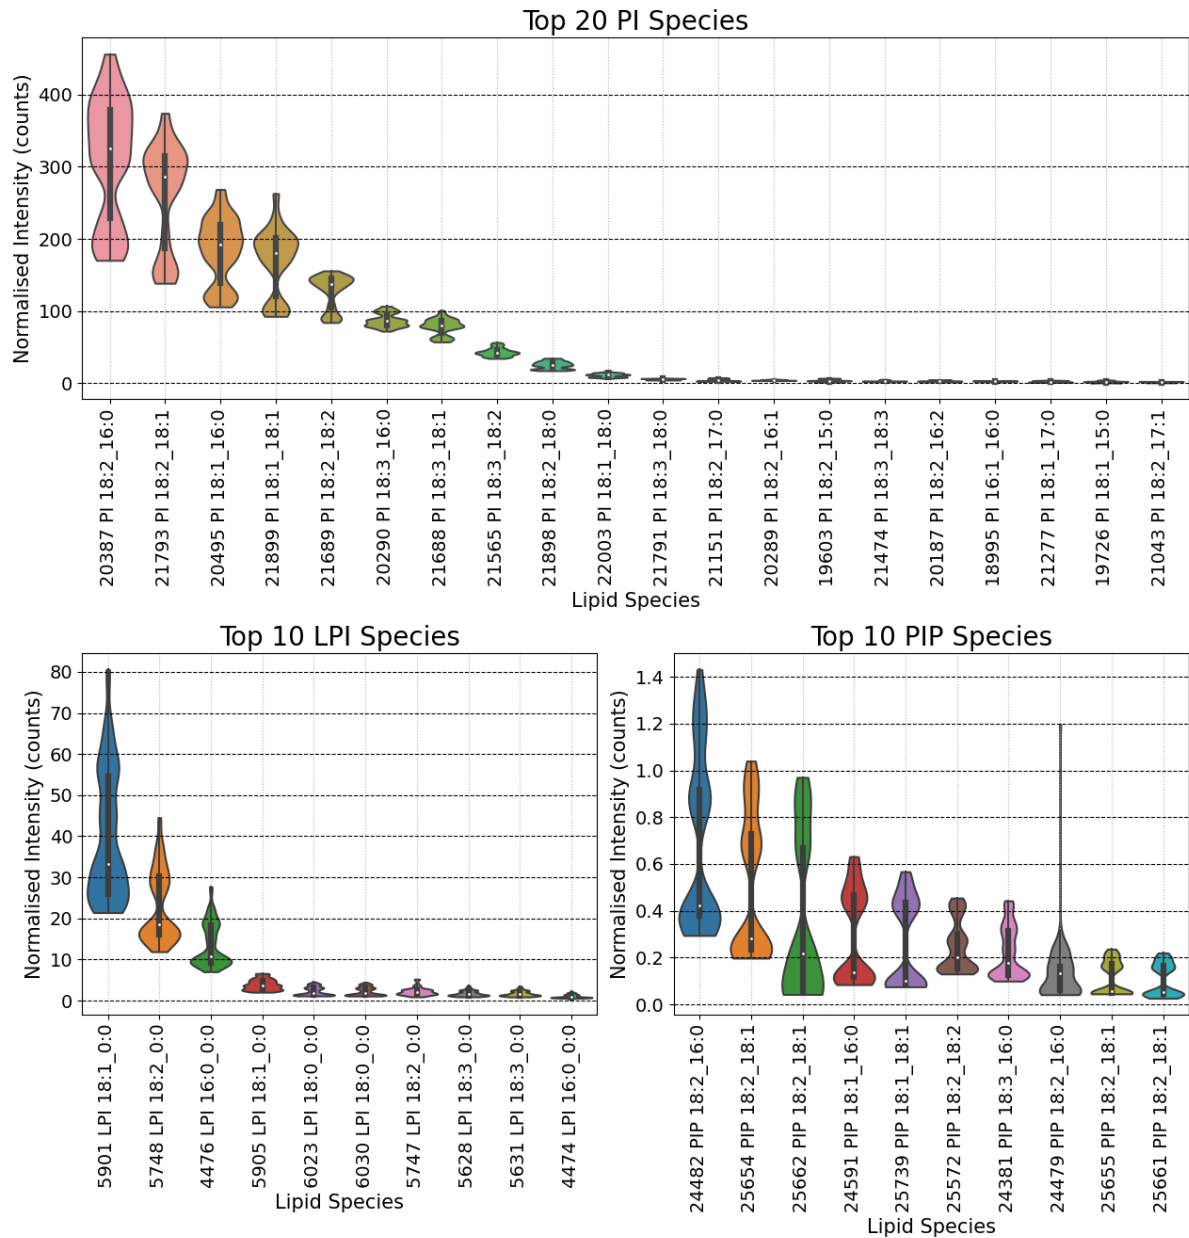 Top 20 PI Species
Normalised Intensity (counts)
400
300
200
100
0
20387 PI 18:2_16:0
21793 PI 18:2_18:1
20495 PI 18:1_16:0
21899 PI 18:1_18:1
21689 PI 18:2_18:2
20290 PI 18:3_16:0
21688 PI 18:3_18:1
21565 PI 18:3_18:2
21898 PI 18:2_18:0
22003 PI 18:1_18:0
21791 PI 18:3_18:0
21151 PI 18:2_17:0
20289 PI 18:2_16:1
19603 PI 18:2_15:0
21474 PI 18:3_18:3
20187 PI 18:2_16:2
18995 PI 16:1_16:0
21277 PI 18:1_17:0
19726 PI 18:1_15:0
21043 PI 18:2_17:1
Lipid Species
Top 10 LPI Species
Normalised Intensity (counts)
80
70
60
50
40
30
20
10
0
5901 LPI 18:1_0:0
5748 LPI 18:2_0:0
4476 LPI 16:0_0:0
5905 LPI 18:1_0:0
6023 LPI 18:0_0:0
6030 LPI 18:0_0:0
5747 LPI 18:2_0:0
5628 LPI 18:3_0:0
5631 LPI 18:3_0:0
4474 LPI 16:0_0:0
Lipid Species
Top 10 PIP Species
Normalised Intensity (counts)
1.4
1.2
1.0
0.8
0.6
0.4
0.2
0.0
24482 PIP 18:2_16:0
25654 PIP 18:2_18:1
25662 PIP 18:2_18:1
24591 PIP 18:1_16:0
25739 PIP 18:1_18:1
25572 PIP 18:2_18:2
24381 PIP 18:3_16:0
24479 PIP 18:2_16:0
25655 PIP 18:2_18:1
25661 PIP 18:2_18:1
Lipid Species